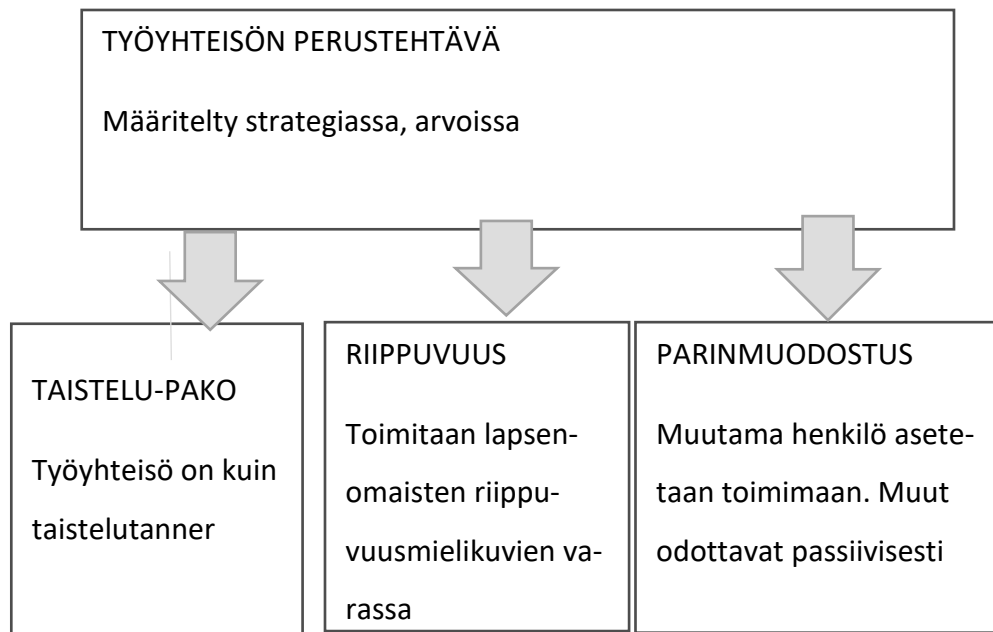 TYÖYHTEISÖN PERUSTEHTÄVÄ
Määritelty strategiassa, arvoissa
TAISTELU-PAKO
Työyhteisö on kuin
taistelutanner
RIIPPUVUUS
Toimitaan lapsen-
omaisten riippu-
vuusmielikuvien va-
rassa
PARINMUODOSTUS
Muutama henkilö asete-
taan toimimaan. Muut
odottavat passiivisesti